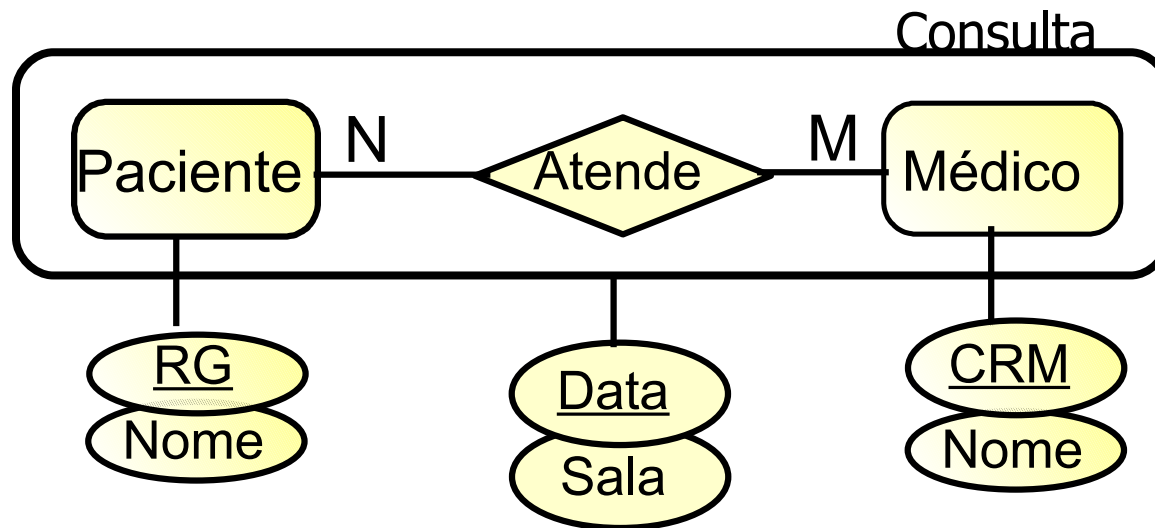 Consulta
Paciente N Atende M Médico
RG Data CRM
Nome Sala Nome